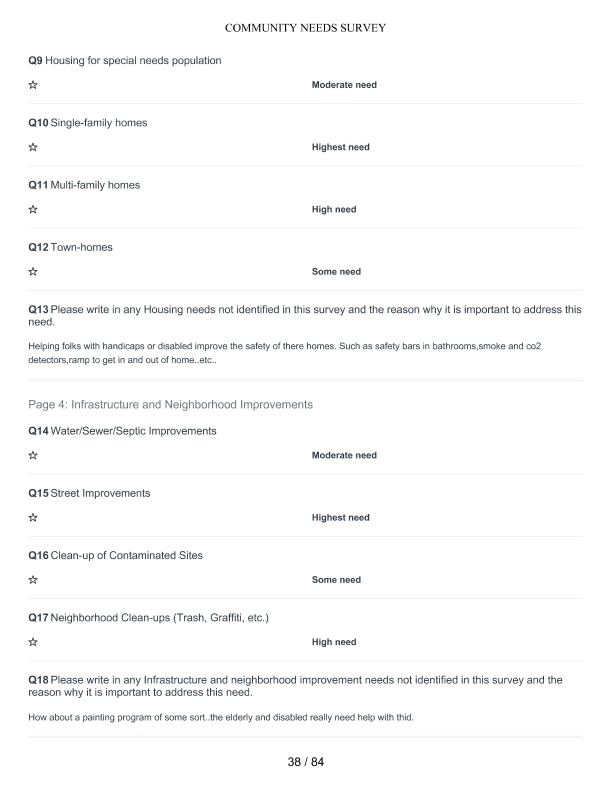 COMMUNITY NEEDS SURVEY
Q9 Housing for special needs population
☆ Moderate need
Q10 Single-family homes
☆ Highest need
Q11 Multi-family homes
☆ High need
Q12 Town-homes
☆ Some need
Q13 Please write in any Housing needs not identified in this survey and the reason why it is important to address this
need.
Helping folks with handicaps or disabled improve the safety of there homes. Such as safety bars in bathrooms,smoke and co2
detectors,ramp to get in and out of home..etc..
Page 4: Infrastructure and Neighborhood Improvements
Q14 Water/Sewer/Septic Improvements
☆ Moderate need
Q15 Street Improvements
☆ Highest need
Q16 Clean-up of Contaminated Sites
☆ Some need
Q17 Neighborhood Clean-ups (Trash, Graffiti, etc.)
☆ High need
Q18 Please write in any Infrastructure and neighborhood improvement needs not identified in this survey and the
reason why it is important to address this need.
How about a painting program of some sort..the elderly and disabled really need help with thid.
38 / 84